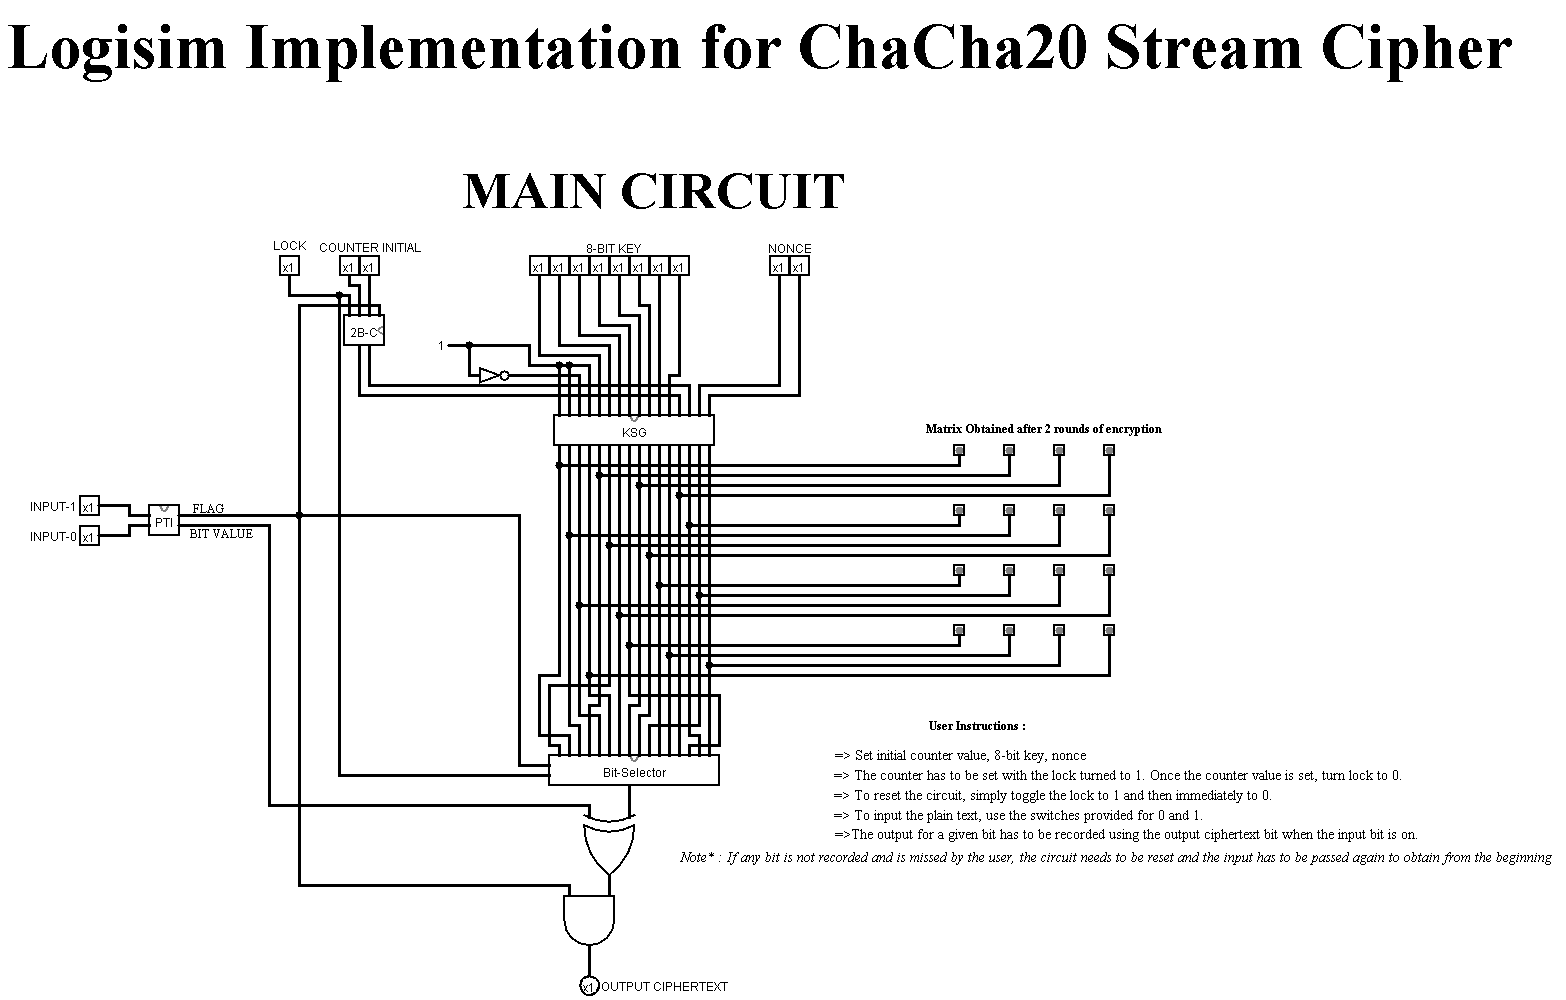 Logisim Implementation for ChaCha20 Stream Cipher
MAIN CIRCUIT
LOCK COUNTER INITIAL 8-BIT KEY NONCE
x1 x1 x1 x1 x1 x1 x1 x1 x1 x1 x1 x1 x1
2B-C
1
KSG
Matrix Obtained after 2 rounds of encryption
INPUT-1 x1 FLAG
PTI
INPUT-0 x1 BIT VALUE
User Instructions :
=> Set initial counter value, 8-bit key, nonce
Bit-Selector
=> The counter has to be set with the lock turned to 1. Once the counter value is set, turn lock to 0.
=> To reset the circuit, simply toggle the lock to 1 and then immediately to 0.
=> To input the plain text, use the switches provided for 0 and 1.
=>The output for a given bit has to be recorded using the output ciphertext bit when the input bit is on.
Note* : If any bit is not recorded and is missed by the user, the circuit needs to be reset and the input has to be passed again to obtain from the beginning
x1 OUTPUT CIPHERTEXT